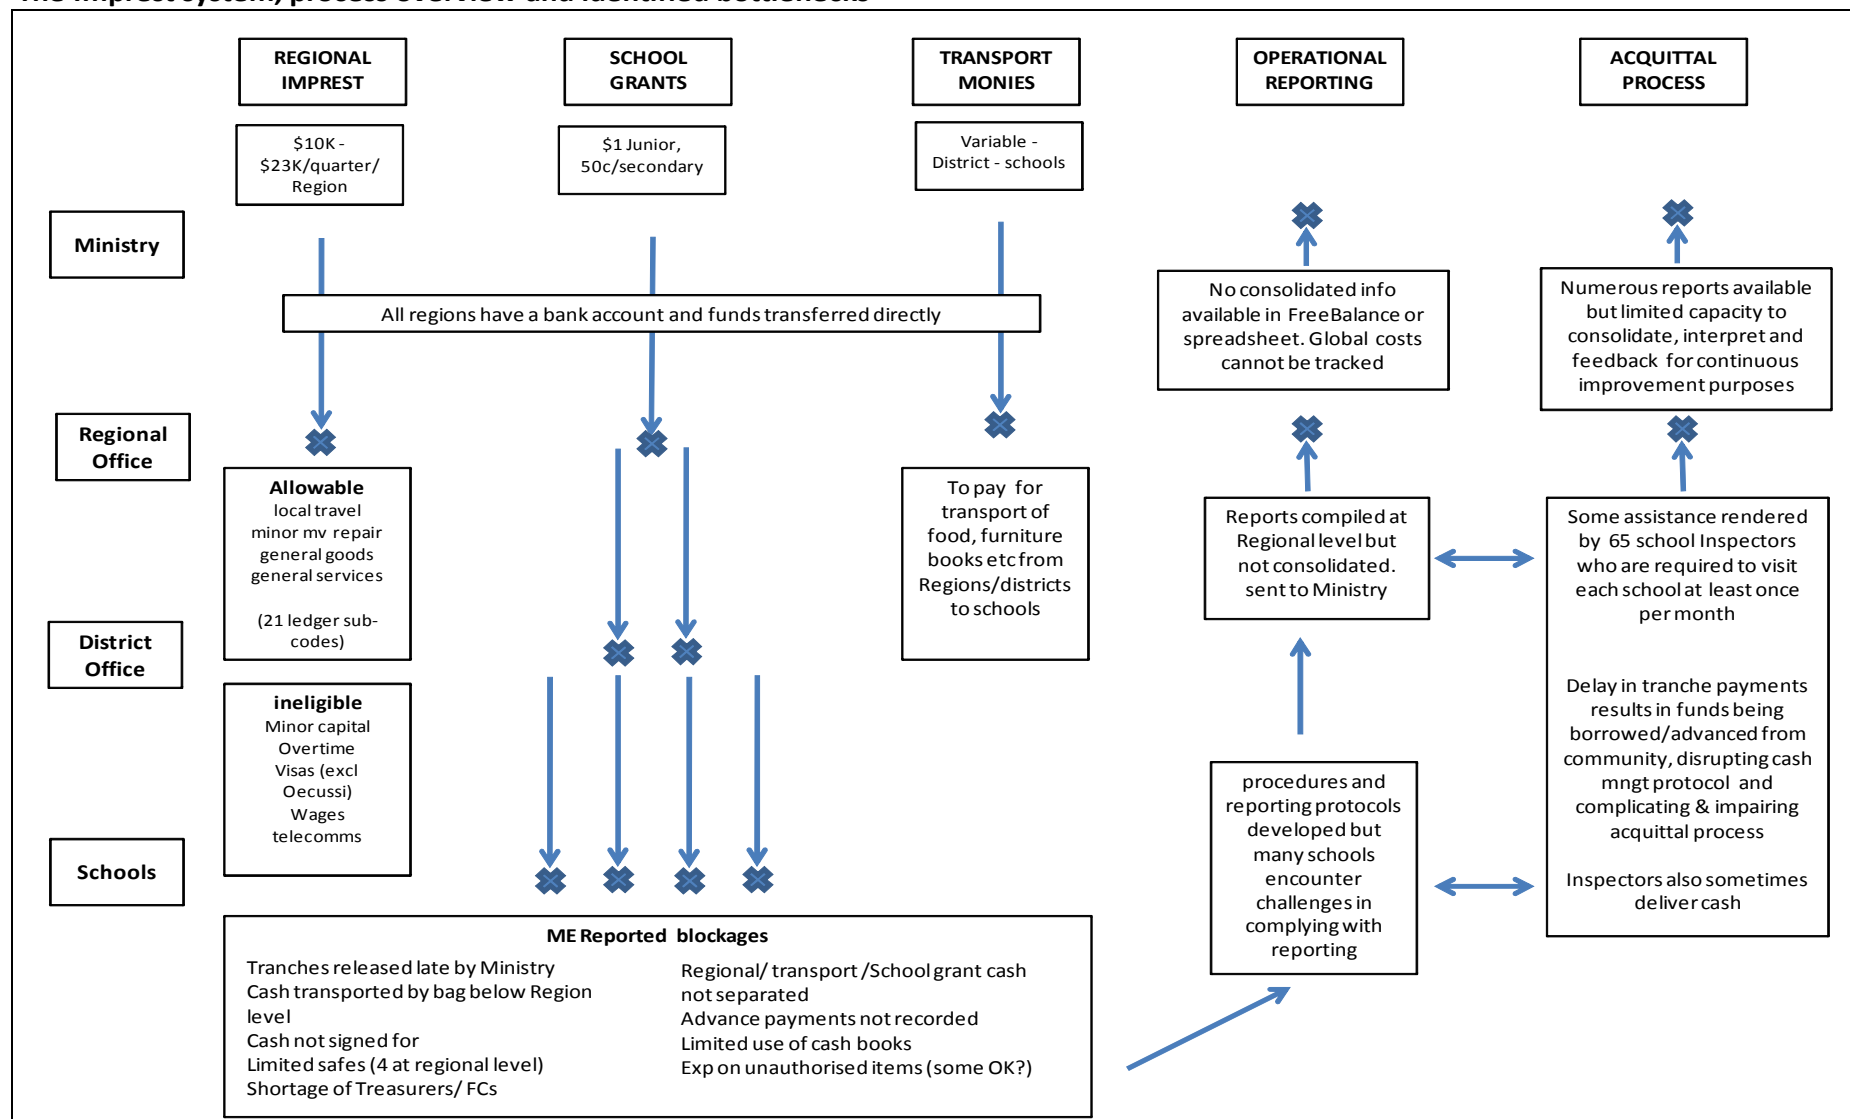 The Imprest system, process overview and identified bottlenecks
REGIONAL
IMPREST
SCHOOL
GRANTS
TRANSPORT
MONIES
OPERATIONAL
REPORTING
ACQUITTAL
PROCESS
$10K -
$23K/quarter/
Region
$1 Junior,
50c/secondary
Variable -
District - schools
Ministry
All regions have a bank account and funds transferred directly
No consolidated info
available in FreeBalance or
spreadsheet. Global costs
cannot be tracked
Numerous reports available
but limited capacity to
consolidate, interpret and
feedback for continuous
improvement purposes
Regional
Office
Allowable
local travel
minor mv repair
general goods
general services
(21 ledger sub-
codes)
To pay for
transport of
food, furniture
books etc from
Regions/districts
to schools
Reports compiled at
Regional level but
not consolidated.
sent to Ministry
Some assistance rendered
by 65 school Inspectors
who are required to visit
each school at least once
per month
Delay in tranche payments
results in funds being
borrowed/advanced from
community, disrupting cash
mngt protocol and
complicating & impairing
acquittal process
Inspectors also sometimes
deliver cash
District
Office
ineligible
Minor capital
Overtime
Visas (excl
Oecussi)
Wages
telecomms
procedures and
reporting protocols
developed but
many schools
encounter
challenges in
complying with
reporting
Schools
ME Reported blockages
Tranches released late by Ministry
Cash transported by bag below Region
level
Cash not signed for
Limited safes (4 at regional level)
Shortage of Treasurers/ FCs
Regional/ transport /School grant cash
not separated
Advance payments not recorded
Limited use of cash books
Exp on unauthorised items (some OK?)